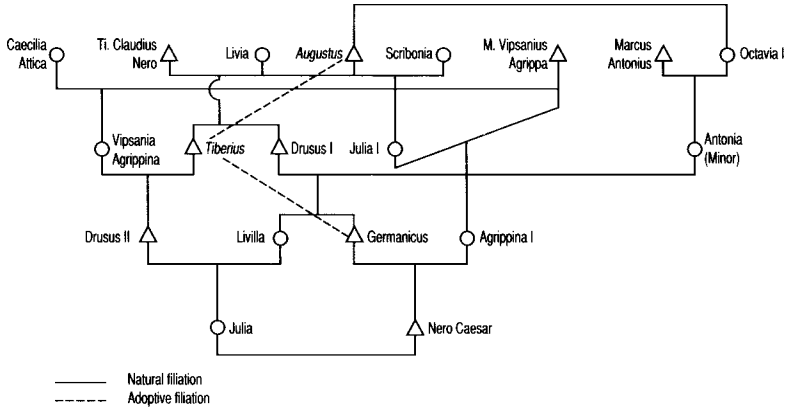 Caecilia
Attica
Ti. Claudius
Nero
Livia
Augustus
Scribonia
M. Vipsanius
Agrippa
Marcus
Antonius
Octavia I
Vipsania
Agrippina
Tiberius
Drusus I
Julia I
Antonia
(Minor)
Drusus II
Livilla
Germanicus
Agrippina I
Julia
Nero Caesar
Natural filiation
Adoptive filiation